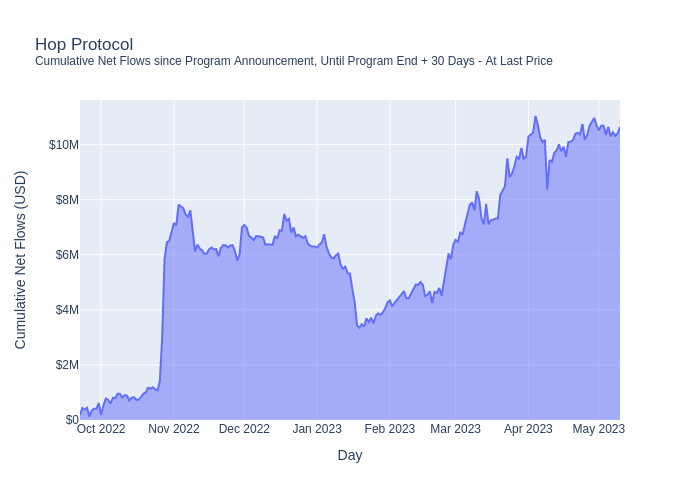 Hop Protocol
Cumulative Net Flows since Program Announcement, Until Program End + 30 Days - At Last Price
Cumulative Net Flows (USD)
$10M
$8M
$6M
$4M
$2M
$0
Oct 2022 Nov 2022 Dec 2022 Jan 2023 Feb 2023 Mar 2023 Apr 2023 May 2023
Day